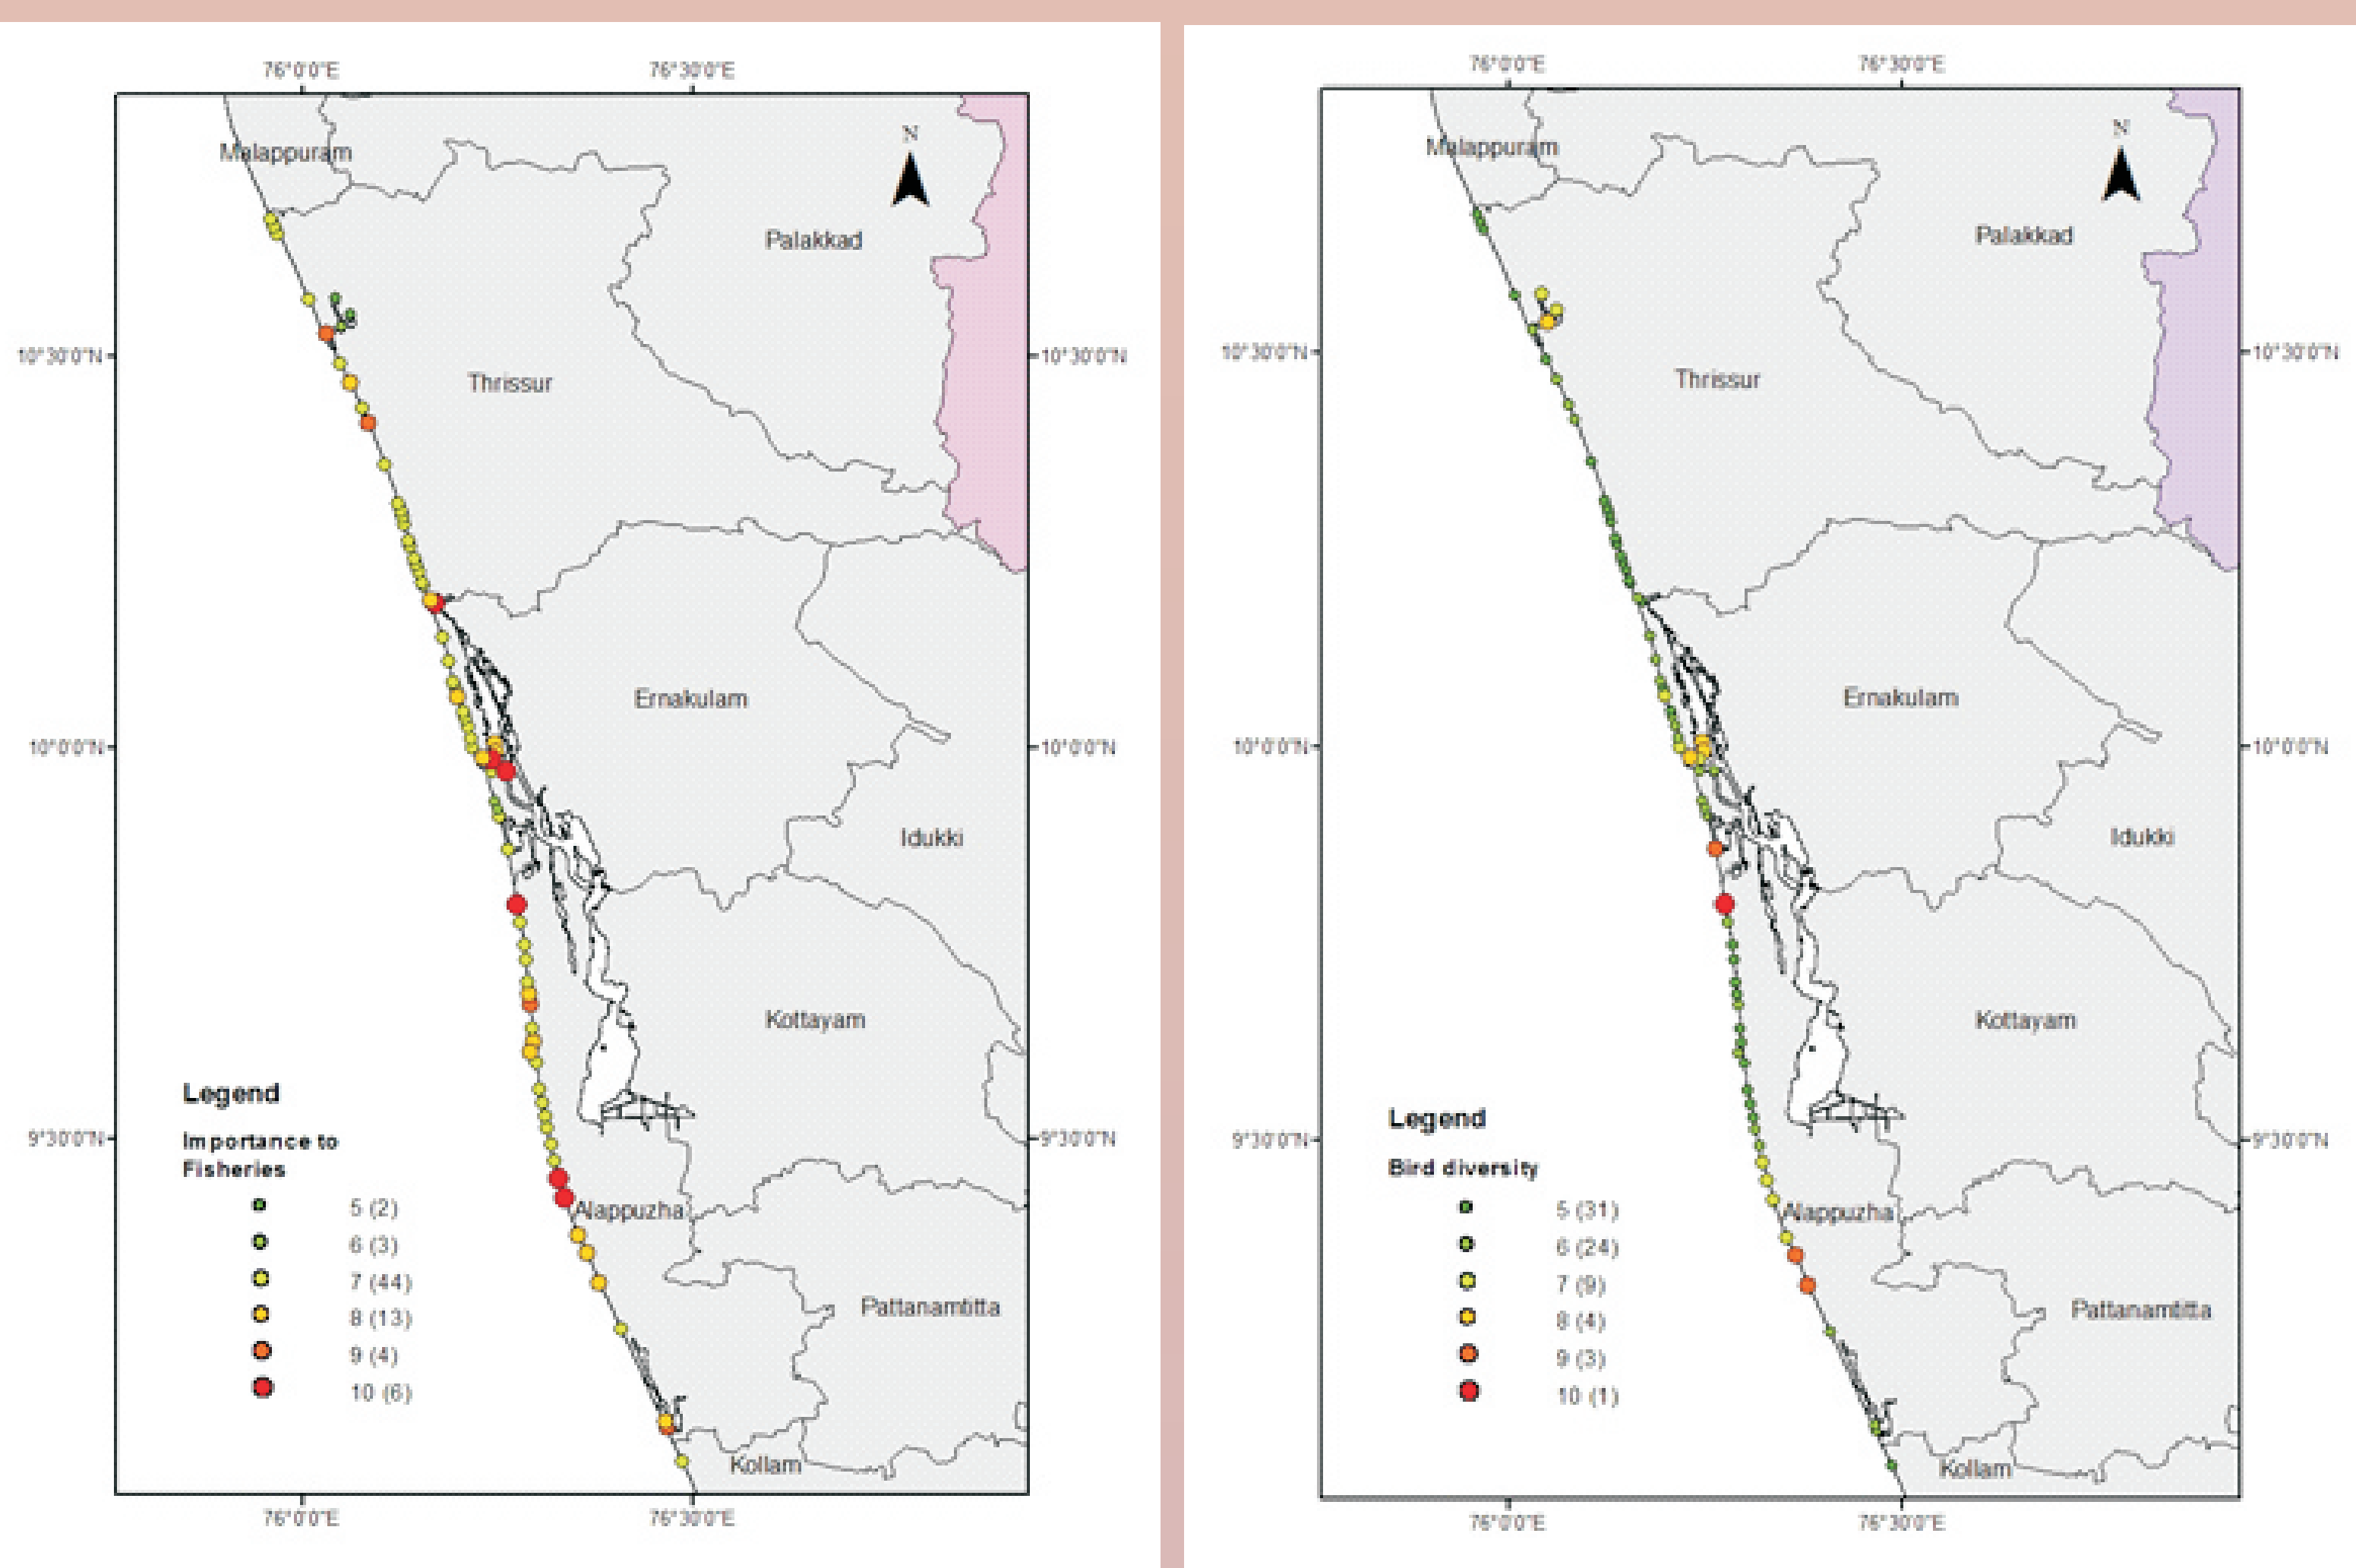 76°0'0"E
76°30'0"E
N
Malappuram
Palakkad
10°30'0"N
10°30'0"N
Thrissur
Ernakulam
10°0'0"N
10°0'0"N
Idukki
Kottayam
Legend
Importance to
Fisheries
9°30'0"N
9°30'0"N
5 (2)
6 (3)
7 (44)
8 (13)
9 (4)
10 (6)
Alappuzha
Pattanamtitta
Kollam
76°0'0"E
76°30'0"E
76°0'0"E
76°30'0"E
N
Malappuram
Palakkad
10°30'0"N
10°30'0"N
Thrissur
Ernakulam
10°0'0"N
10°0'0"N
Idukki
Kottayam
Legend
9°30'0"N
9°30'0"N
Bird diversity
5 (31)
6 (24)
7 (9)
8 (4)
9 (3)
10 (1)
Alappuzha
Pattanamtitta
Kollam
76°0'0"E
76°30'0"E